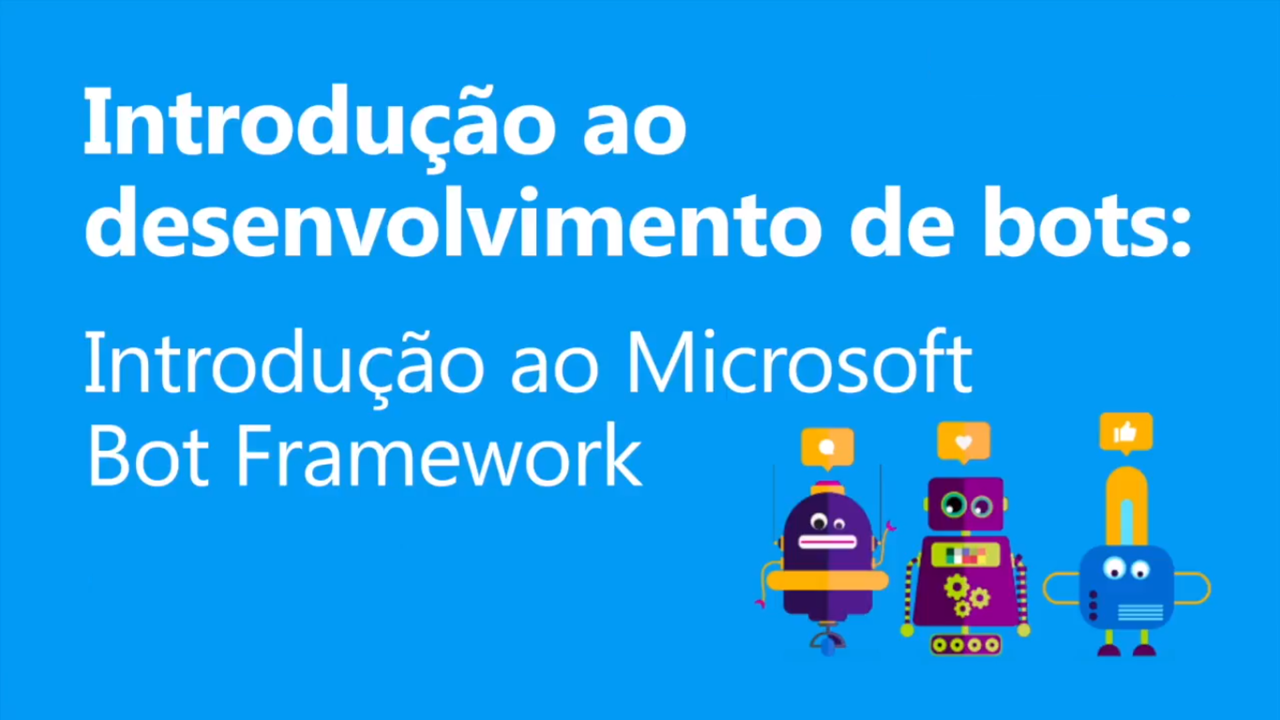 Introdução ao
desenvolvimento de bots:
Introdução ao Microsoft
Bot Framework